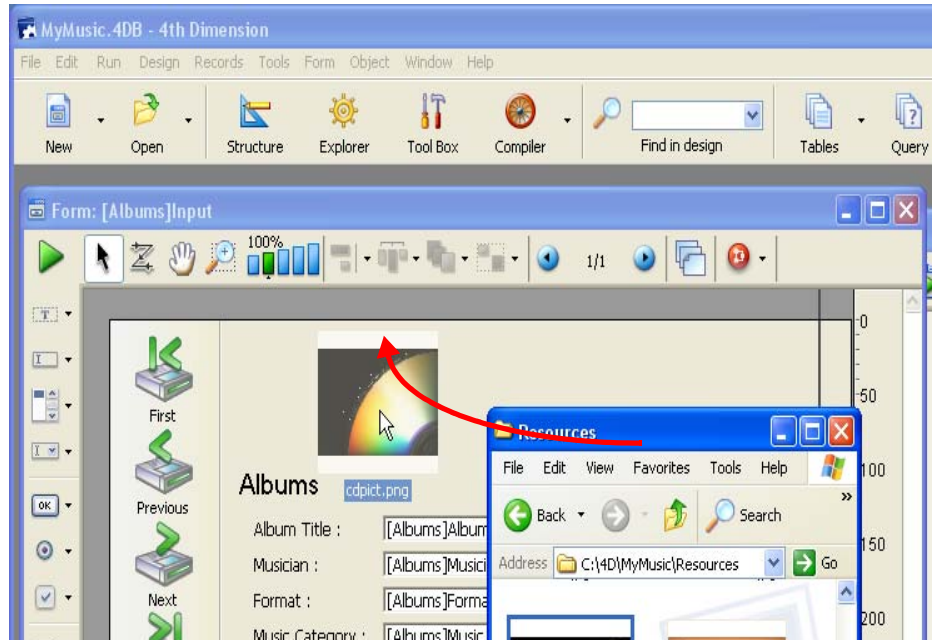 MyMusic.4DB - 4th Dimension
File Edit Run Design Records Tools Form Object Window Help
New Open Structure Explorer Tool Box Compiler Find in design Tables Query
Form: [Albums]Input
100%
1/1
T
I
0
I
50
First
Resources
File Edit View Favorites Tools Help
100
Albums
cdpict.png
OK
Previous
Back Search
Album Title : [[Albums]Album
150
Musician : [[Albums]Musici
Address C:\4D\MyMusic\Resources Go
Next
Format : [[Albums]Forma
200
Music Category : [[Albums]Music